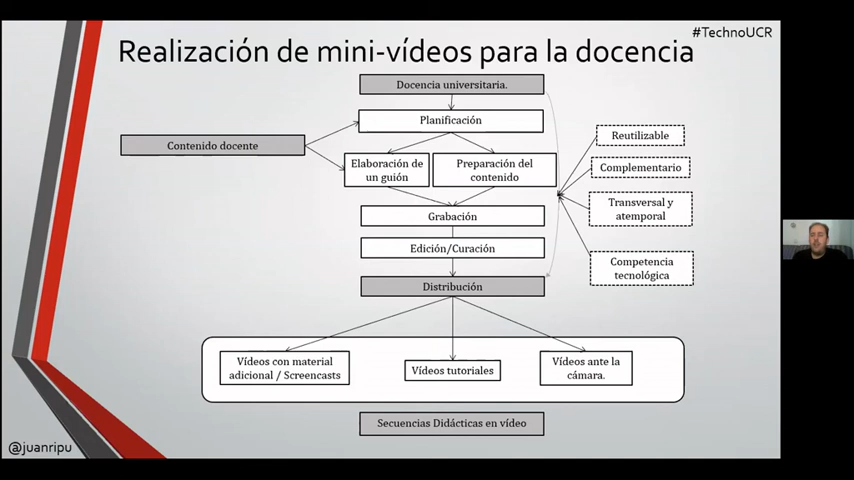 #TechnoUCR
Realización de mini-vídeos para la docencia
Docencia universitaria.
Planificación
Contenido docente
Elaboración de
un guión
Preparación del
contenido
Grabación
Edición/Curación
Distribución
Reutilizable
Complementario
Transversal y
atemporal
Competencia
tecnológica
Vídeos con material
adicional / Screencasts
Vídeos tutoriales
Vídeos ante la
cámara.
Secuencias Didácticas en vídeo
@juanripu